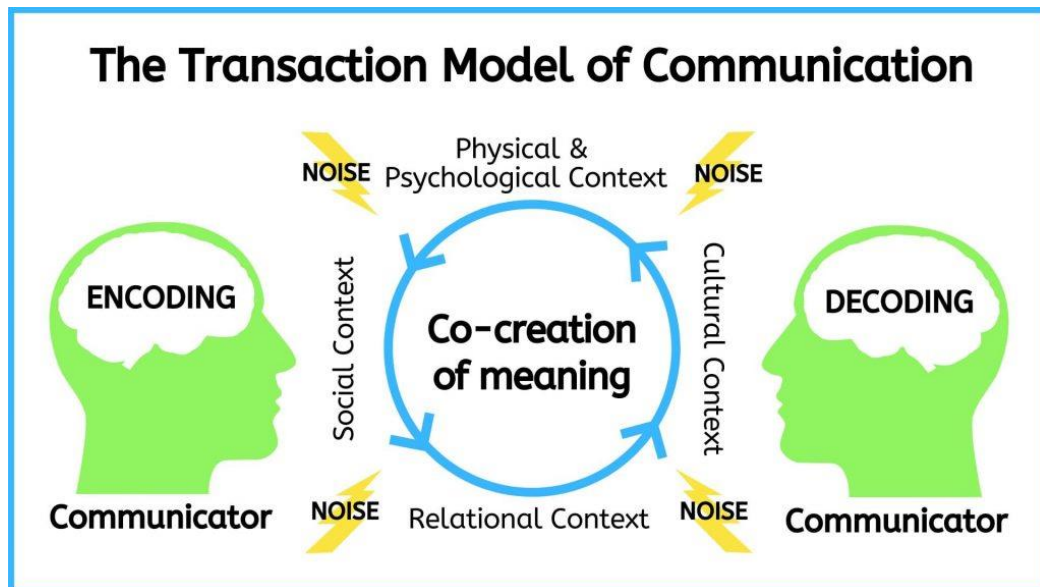 The Transaction Model of Communication
NOISE
Physical &
Psychological Context
NOISE
ENCODING
Social Context
Co-creation
of meaning
Cultural Context
DECODING
Communicator
NOISE
Relational Context
NOISE
Communicator